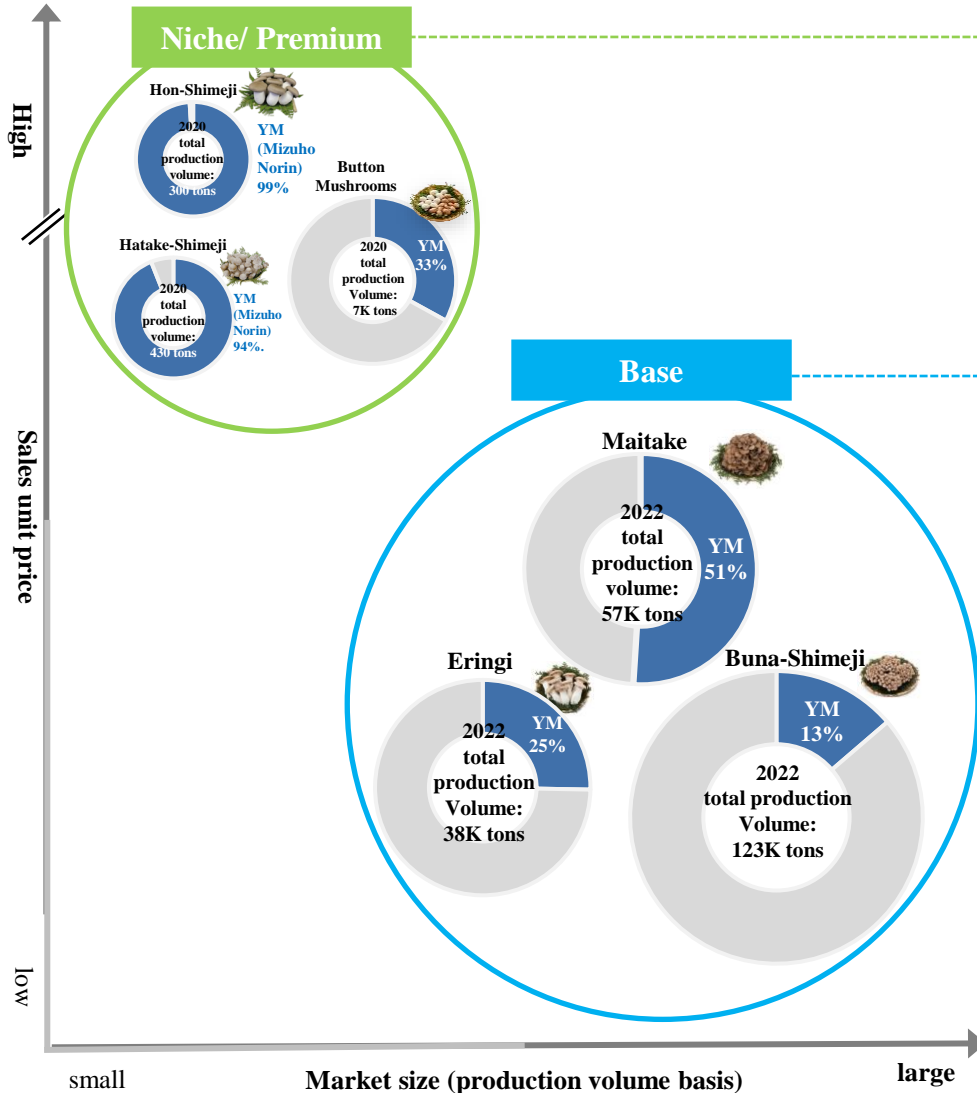 Niche/ Premium
High
Hon-Shimeji
2020
total
production
volume:
300 tons
YM
(Mizuho
Norin)
99%
Button
Mushrooms
2020
total
production
Volume:
7K tons
YM
33%
Hatake-Shimeji
2020
total
production
volume:
430 tons
YM
(Mizuho
Norin)
94%.
Base
Sales unit price
Maitake
2022
total
production
volume:
57K tons
YM
51%
Eringi
2022
total
production
Volume:
38K tons
YM
25%
Buna-Shimeji
YM
13%
2022
total production
Volume:
123K tons
low
small
Market size (production volume basis)
large